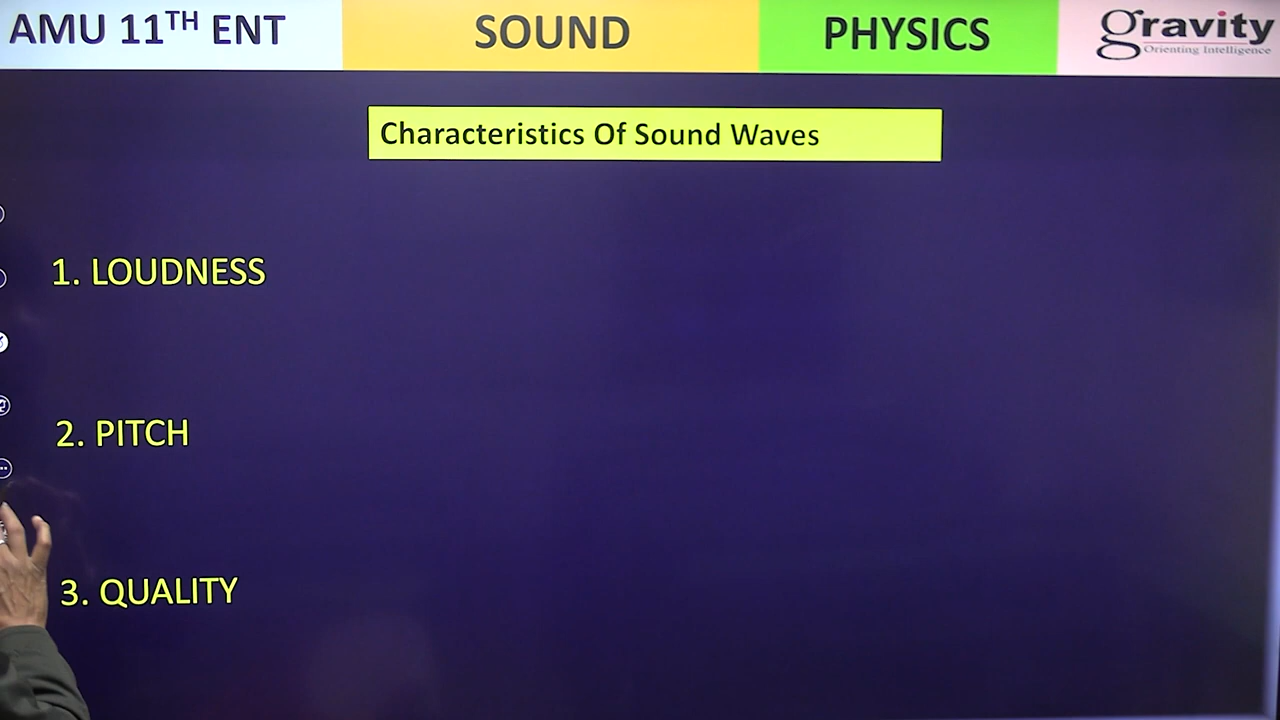 AMU 11TH ENT
SOUND
PHYSICS
gravity
Orienting Intelligence
Characteristics Of Sound Waves
1. LOUDNESS
2. PITCH
3. QUALITY